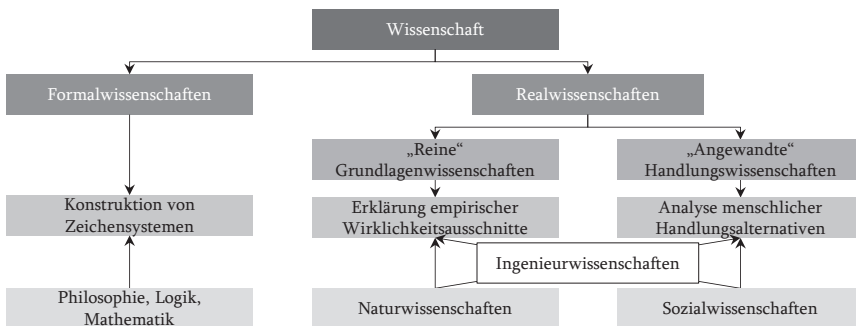 Wissenschaft
Formalwissenschaften
Realwissenschaften
„Reine“
Grundlagenwissenschaften
„Angewandte“
Handlungswissenschaften
Konstruktion von
Zeichensystemen
Erklärung empirischer
Wirklichkeitsausschnitte
Analyse menschlicher
Handlungsalternativen
Ingenieurwissenschaften
Philosophie, Logik,
Mathematik
Naturwissenschaften
Sozialwissenschaften